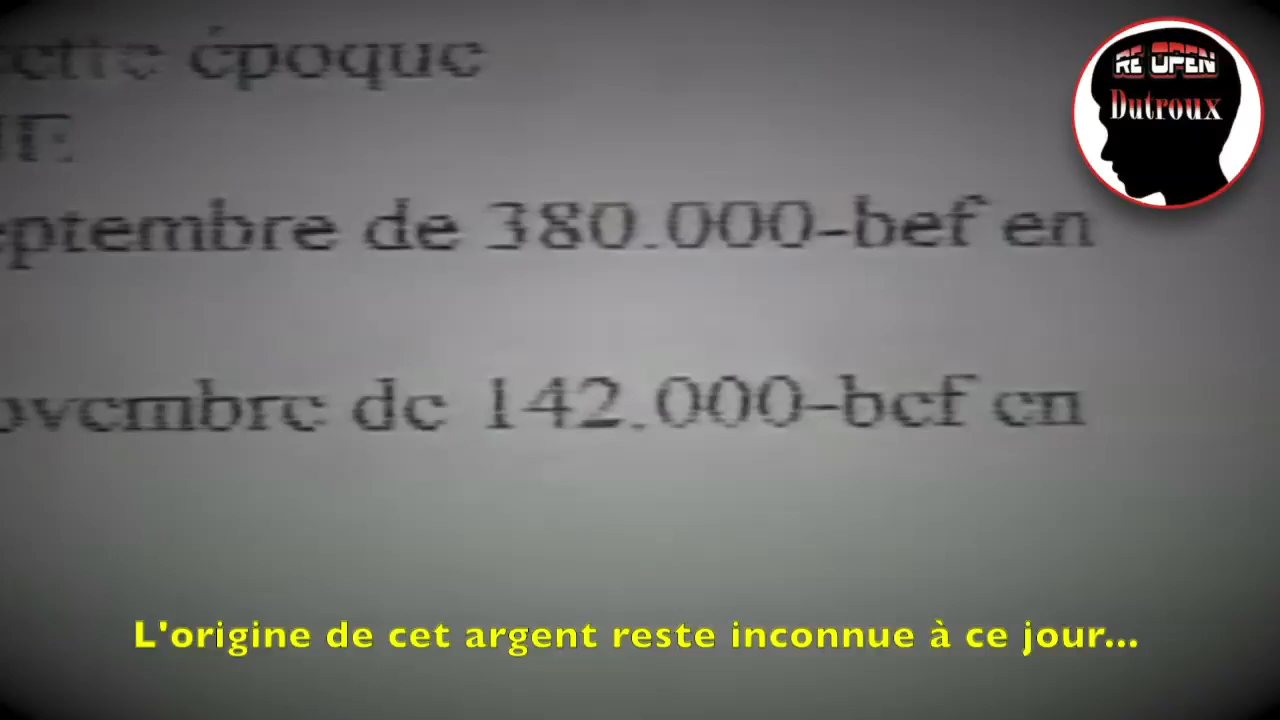 cette époque
RE OPEN
Dutroux
eptembre de 380.000-bef en
ovembre de 142.000-bef en
L'origine de cet argent reste inconnue à ce jour...